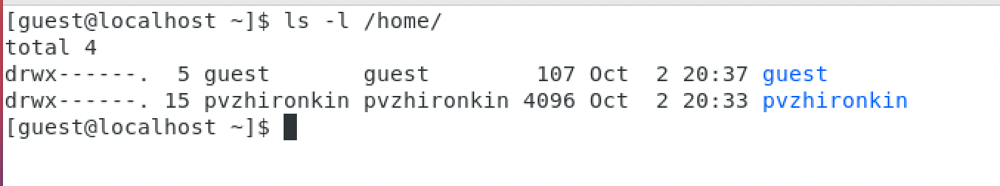 [guest@localhost ~]$ ls -l /home/
total 4
drwx------.  5 guest       guest        107 Oct  2 20:37 guest
drwx------. 15 pvzhironkin pvzhironkin 4096 Oct  2 20:33 pvzhironkin
[guest@localhost ~]$